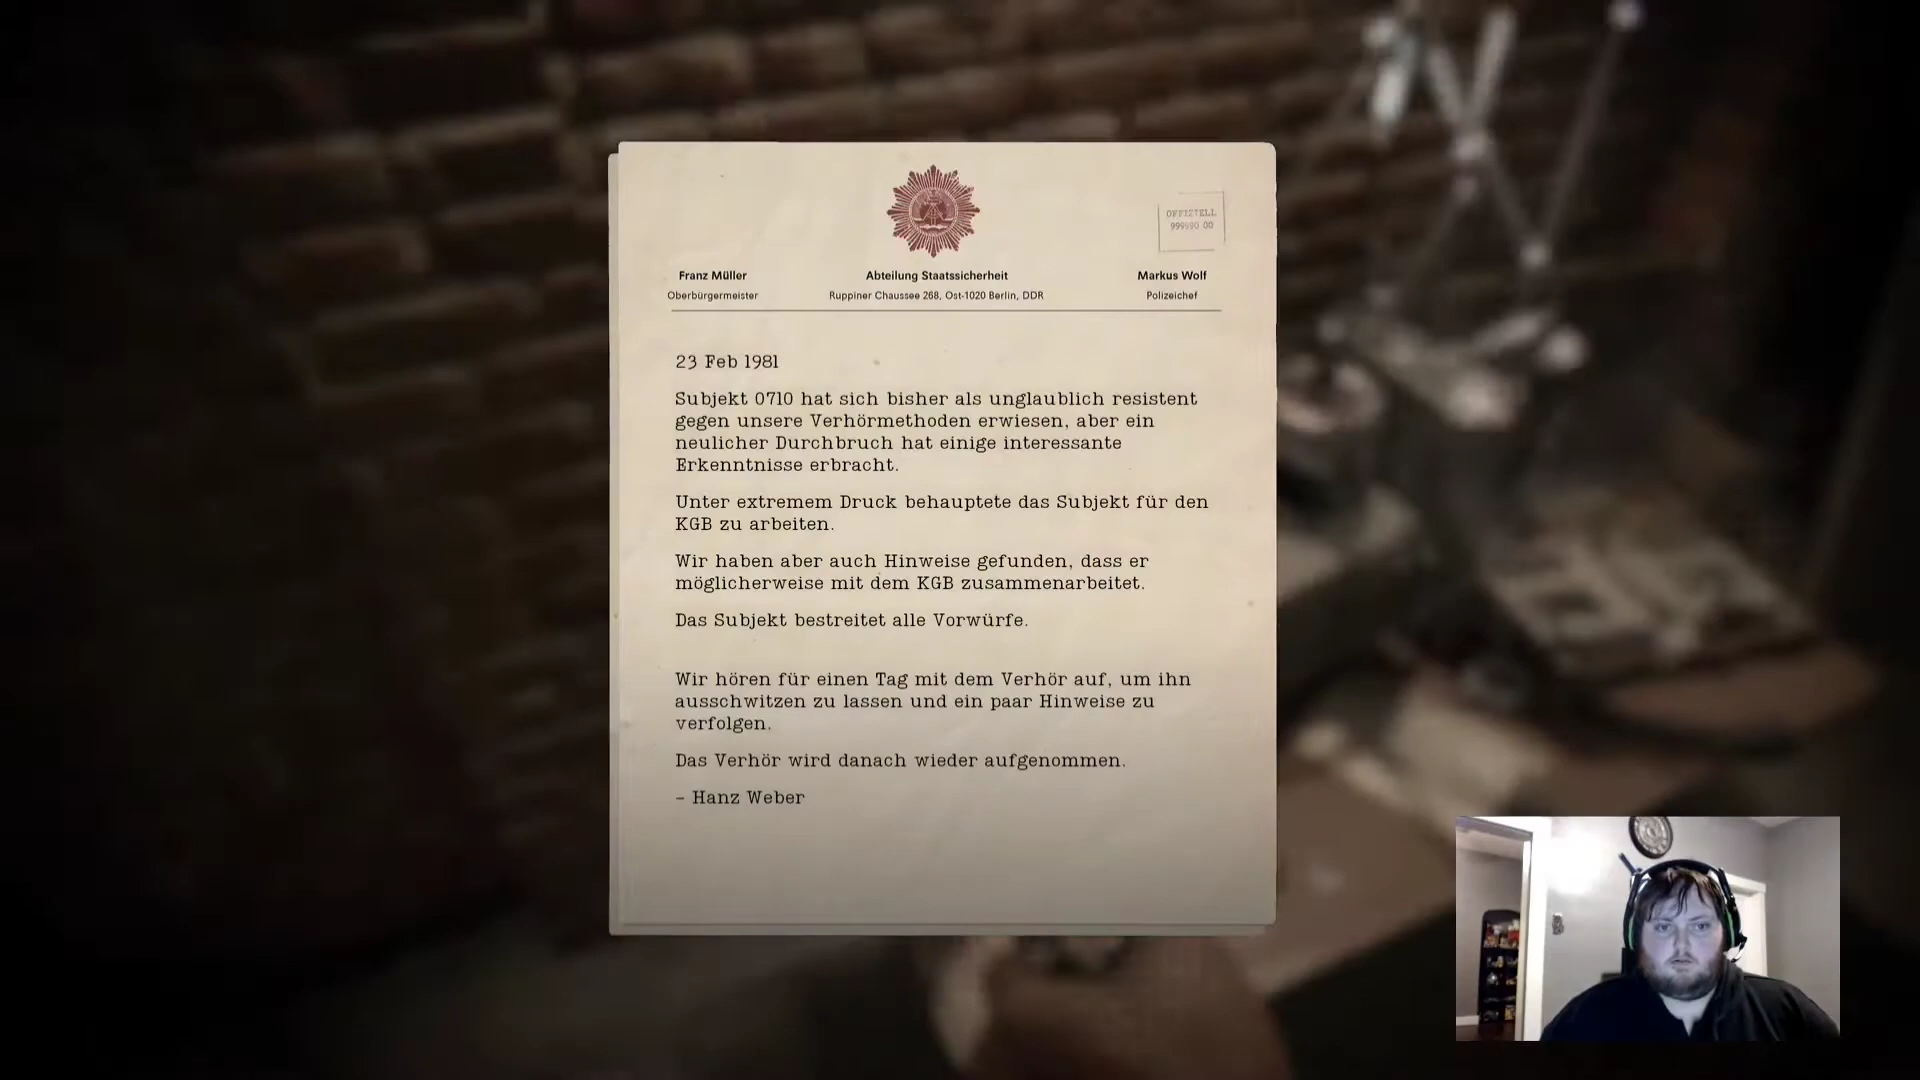 OFFIZIELL
999990 00
Franz Müller
Abteilung Staatssicherheit
Markus Wolf
Oberbürgermeister
Ruppiner Chaussee 268, Ost-1020 Berlin, DDR
Polizeichef
23 Feb 1981
Subjekt 0710 hat sich bisher als unglaublich resistent
gegen unsere Verhörmethoden erwiesen, aber ein
neulicher Durchbruch hat einige interessante
Erkenntnisse erbracht.
Unter extremem Druck behauptete das Subjekt für den
KGB zu arbeiten.
Wir haben aber auch Hinweise gefunden, dass er
möglicherweise mit dem KGB zusammenarbeitet.
Das Subjekt bestreitet alle Vorwürfe.
Wir hören für einen Tag mit dem Verhör auf, um ihn
ausschwitzen zu lassen und ein paar Hinweise zu
verfolgen.
Das Verhör wird danach wieder aufgenommen.
– Hanz Weber